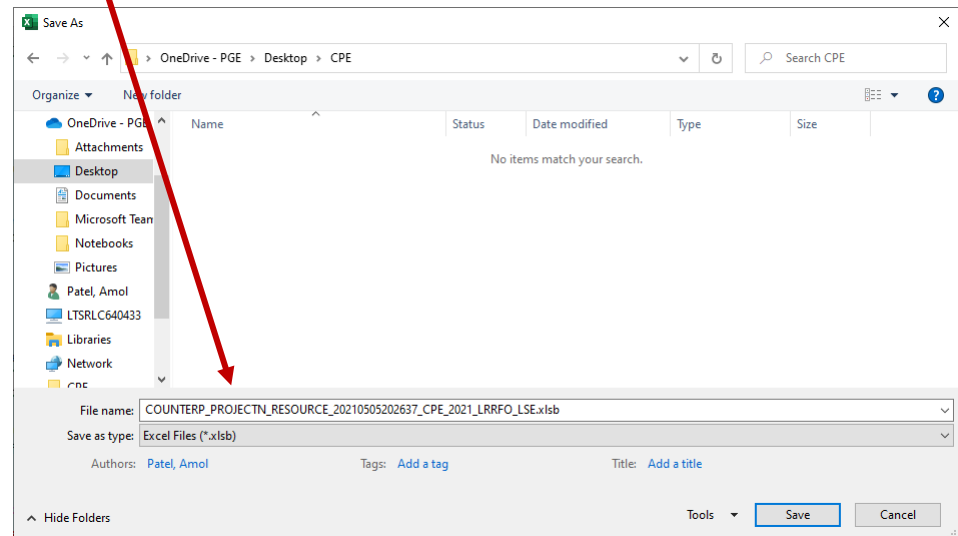 Save As
OneDrive - PGE > Desktop > CPE
Search CPE
Organize
New folder
OneDrive - PGE
Name
Status
Date modified
Type
Size
Attachments
No items match your search.
Desktop
Documents
Microsoft Team
Notebooks
Pictures
Patel, Amol
LTSRLC640433
Libraries
Network
CPE
File name: COUNTERP_PROJECTN_RESOURCE_20210505202637_CPE_2021_LRRFO_LSE.xlsb
Save as type: Excel Files (*.xlsb)
Authors: Patel, Amol
Tags: Add a tag
Title: Add a title
Hide Folders
Tools
Save
Cancel